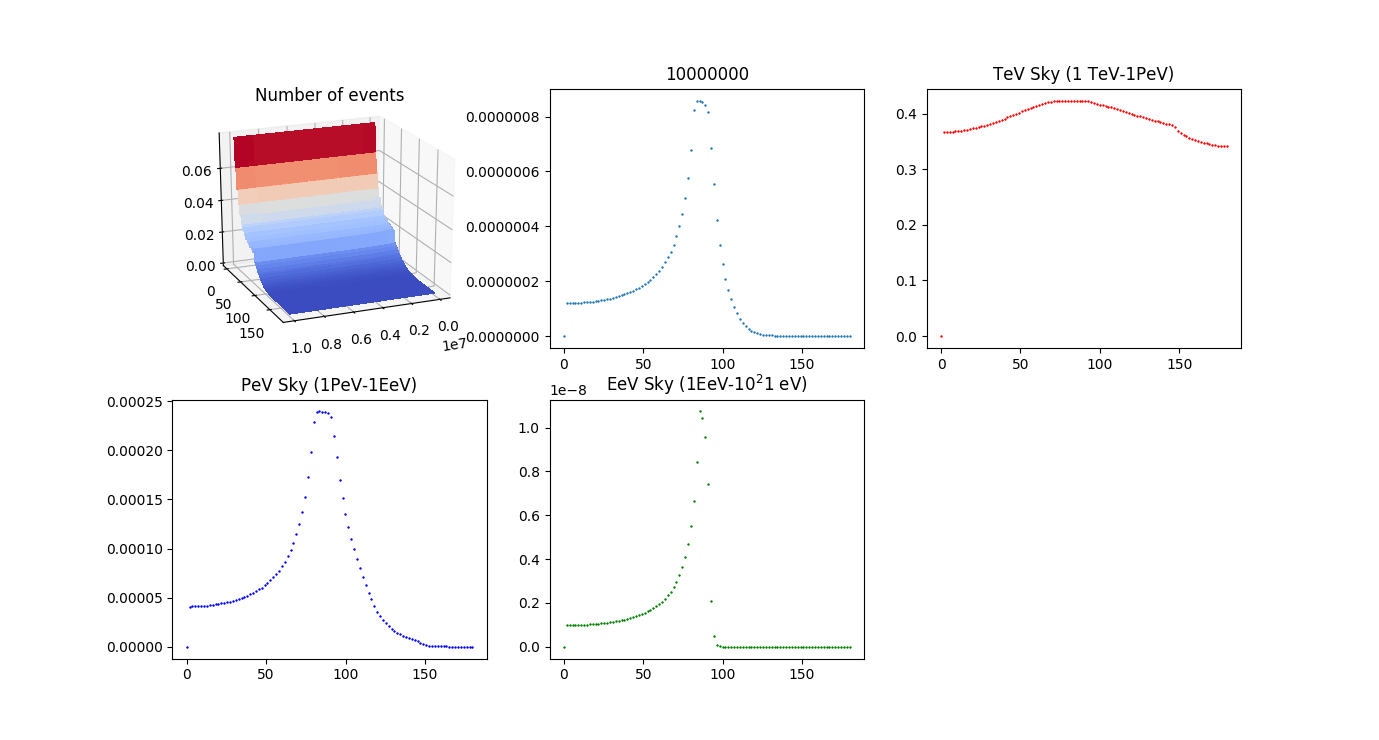 Number of events
0.06
0.04
0.02
0.00
0
50
100
150
1.0 0.8 0.6 0.4 0.2 0.0
1e7
10000000
0.0000008
0.0000006
0.0000004
0.0000002
0.0000000
0 50 100 150
TeV Sky (1 TeV-1PeV)
0.4
0.3
0.2
0.1
0.0
0 50 100 150
PeV Sky (1PeV-1EeV)
0.00025
0.00020
0.00015
0.00010
0.00005
0.00000
0 50 100 150
EeV Sky (1EeV-10²1 eV)
1e−8
1.0
0.8
0.6
0.4
0.2
0.0
0 50 100 150